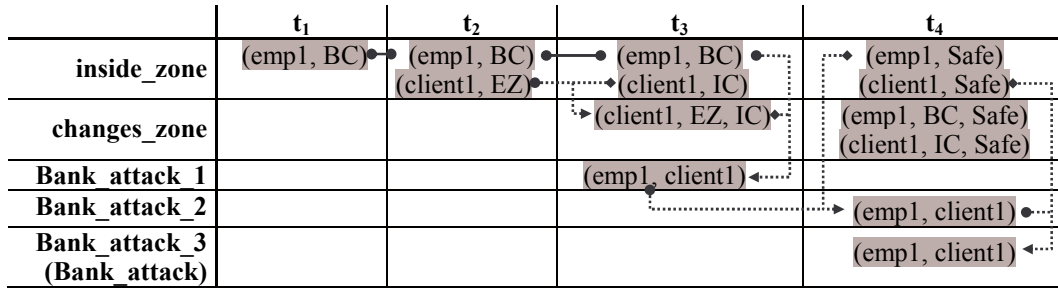 t1 t2 t3 t4
inside_zone (emp1, BC) (emp1, BC) (emp1, BC) (emp1, Safe)
(client1, EZ) (client1, IC) (client1, Safe)
changes_zone (client1, EZ, IC) (emp1, BC, Safe)
(client1, IC, Safe)
Bank_attack_1 (emp1, client1)
Bank_attack_2 (emp1, client1)
Bank_attack_3 (emp1, client1)
(Bank_attack)